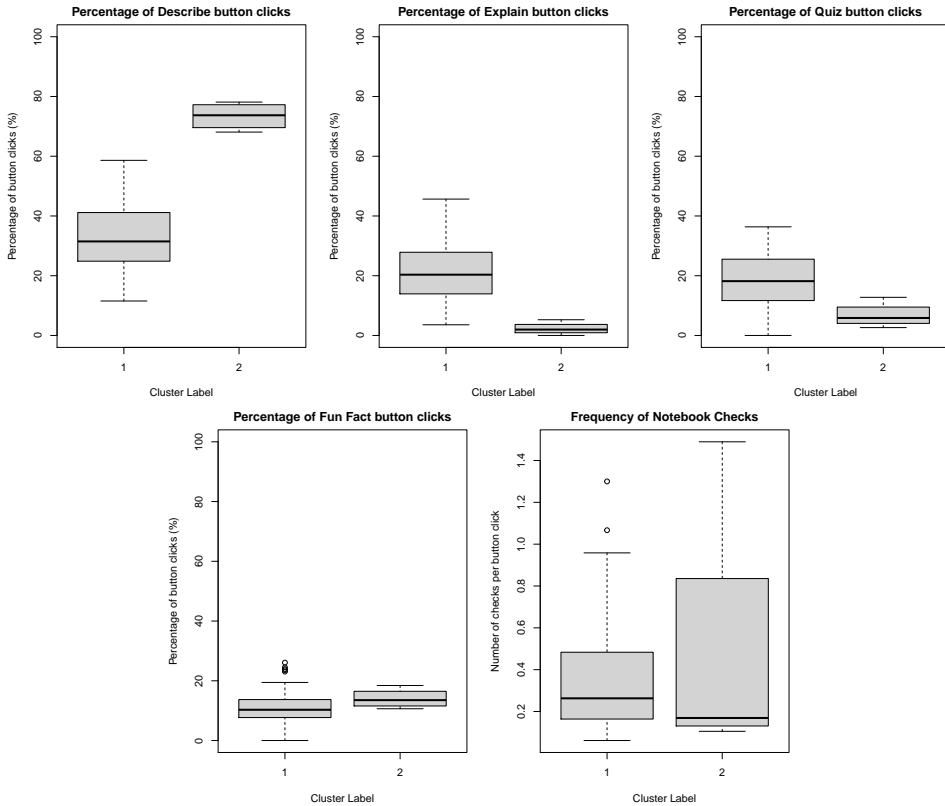 Percentage of Describe button clicks
Percentage of button clicks (%)
100
80
60
40
20
0
1 2
Cluster Label
Percentage of Explain button clicks
Percentage of button clicks (%)
100
80
60
40
20
0
1 2
Cluster Label
Percentage of Quiz button clicks
Percentage of button clicks (%)
100
80
60
40
20
0
1 2
Cluster Label
Percentage of Fun Fact button clicks
Percentage of button clicks (%)
100
80
60
40
20
0
1 2
Cluster Label
Frequency of Notebook Checks
Number of checks per button click
1.4
1.2
1.0
0.8
0.6
0.4
0.2
1 2
Cluster Label